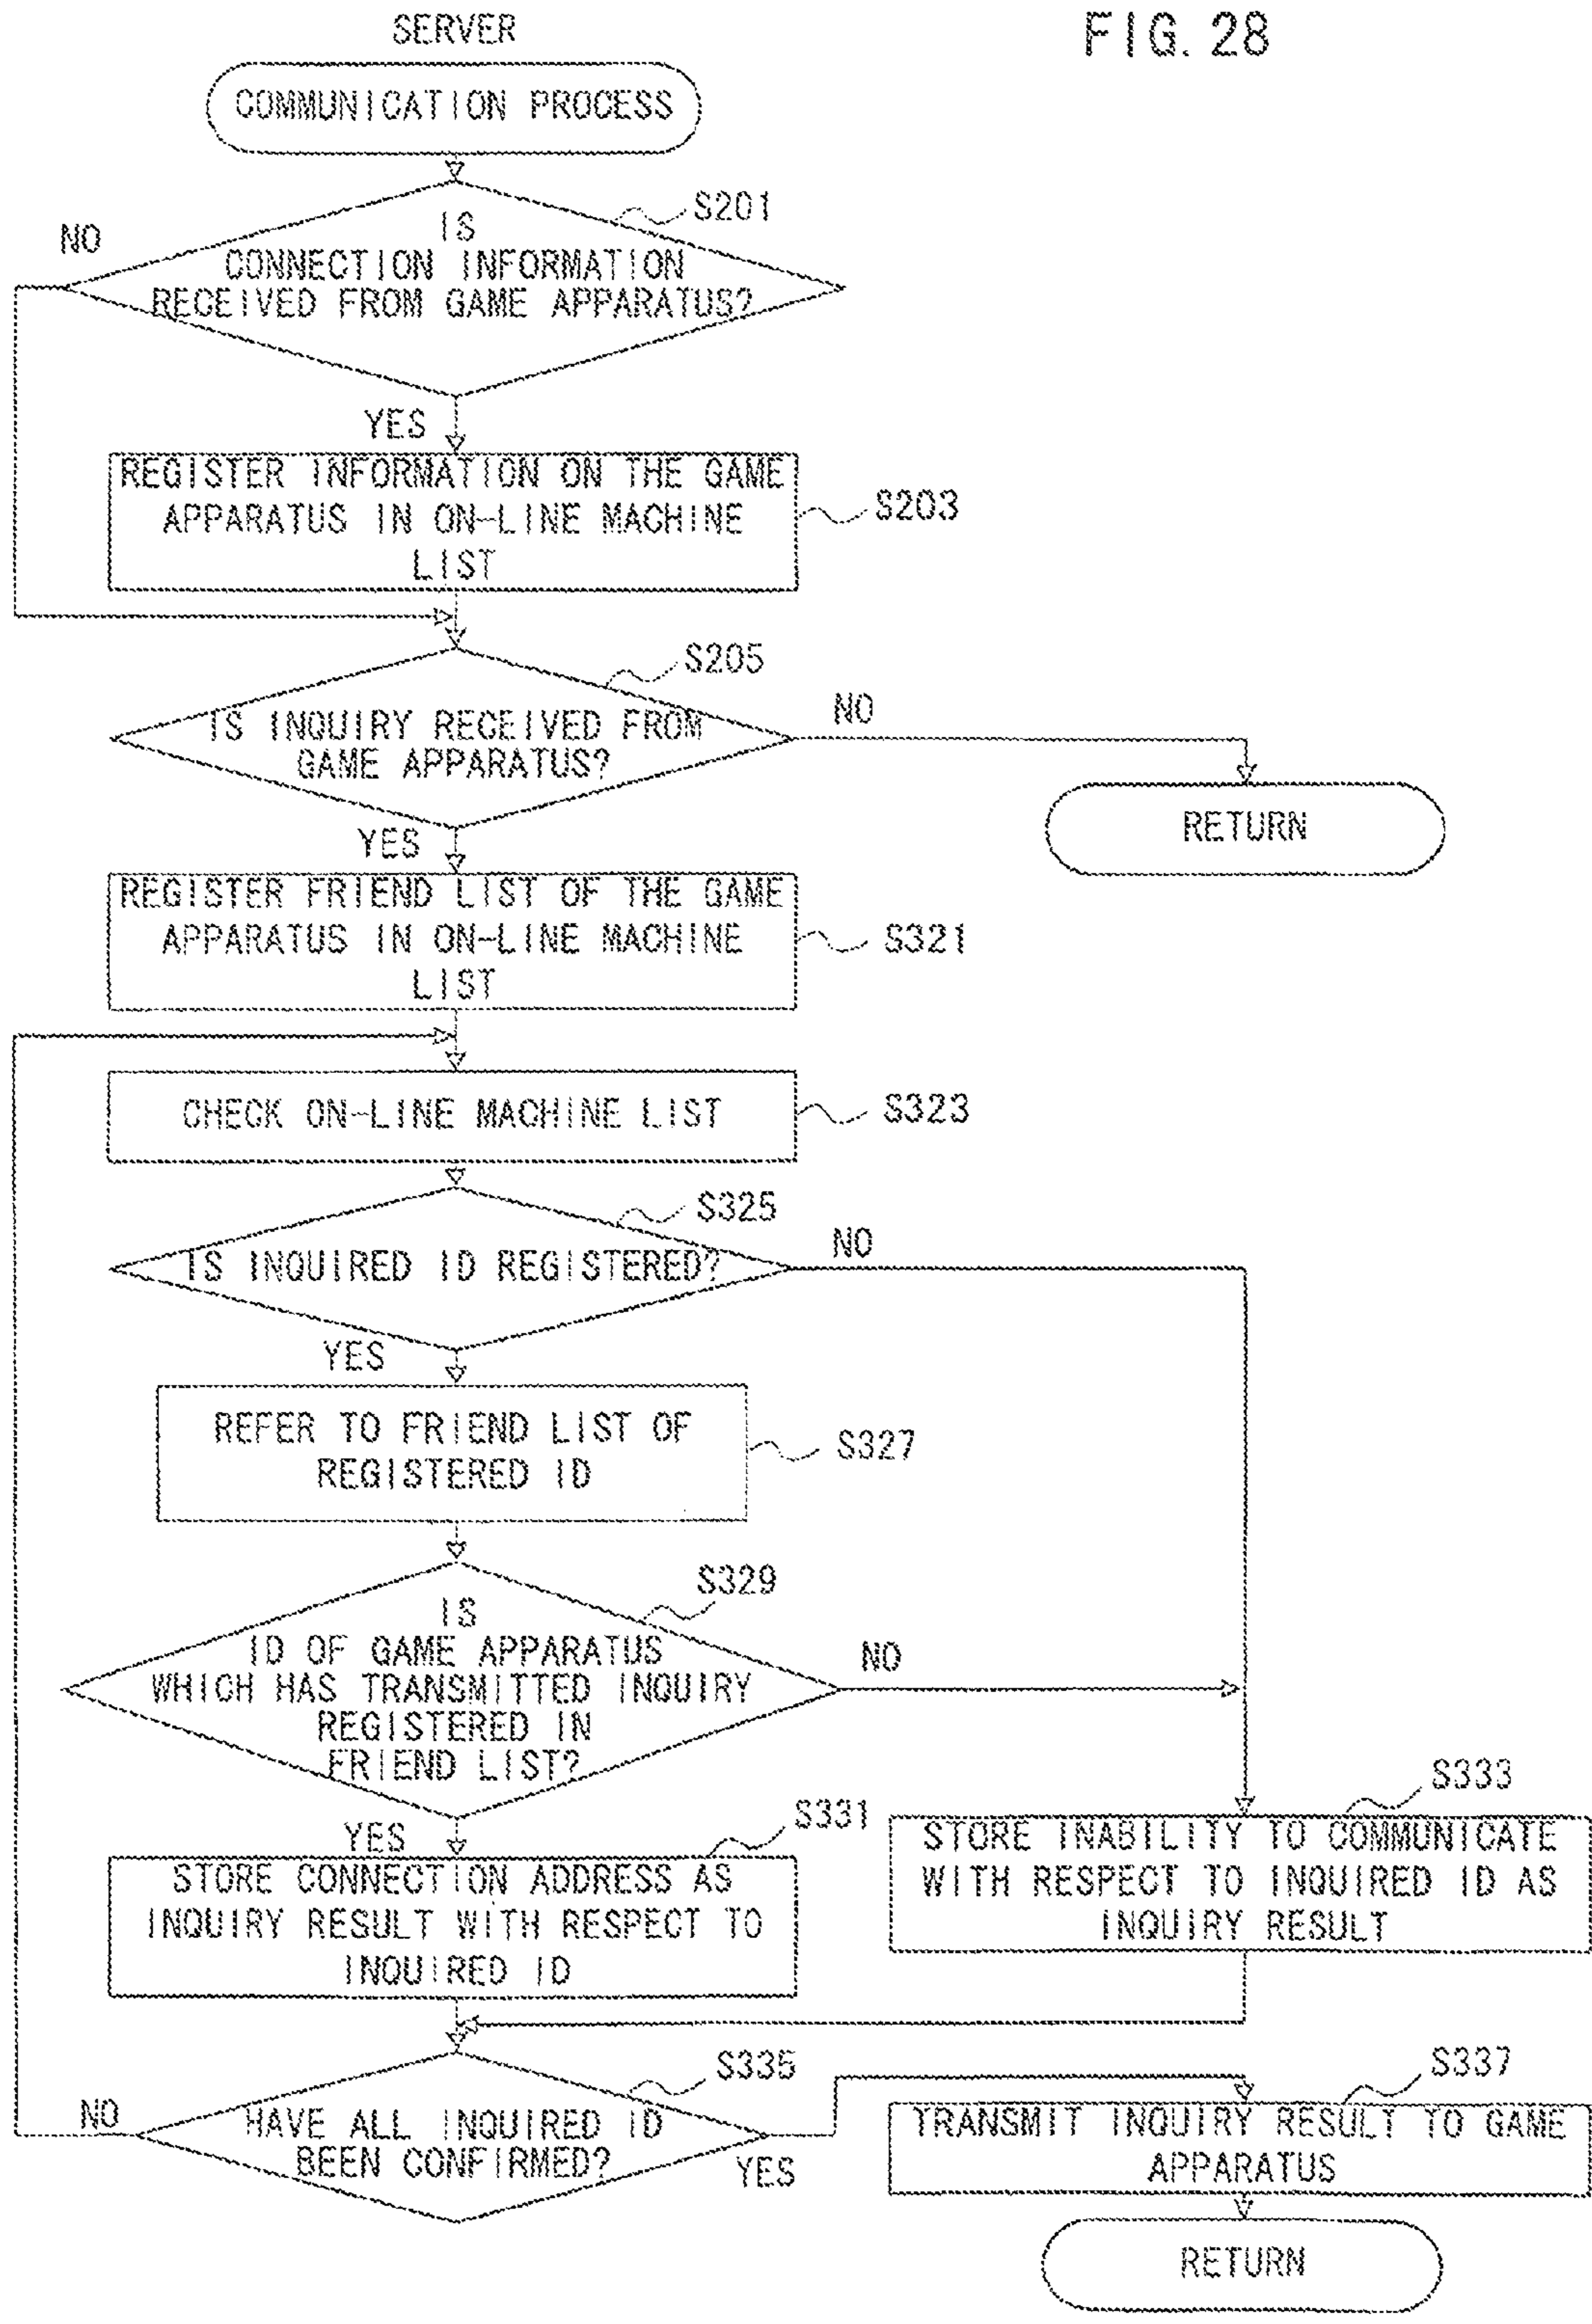 SERVER
FIG. 28
COMMUNICATION PROCESS
S201
NO
IS
CONNECTION INFORMATION
RECEIVED FROM GAME APPARATUS?
YES
REGISTER INFORMATION ON THE GAME
APPARATUS IN ON-LINE MACHINE
LIST
S203
S205
IS INQUIRY RECEIVED FROM
GAME APPARATUS?
NO
RETURN
YES
REGISTER FRIEND LIST OF THE GAME
APPARATUS IN ON-LINE MACHINE
LIST
S321
CHECK ON-LINE MACHINE LIST
S323
S325
IS INQUIRED ID REGISTERED?
NO
YES
REFER TO FRIEND LIST OF
REGISTERED ID
S327
S329
IS
ID OF GAME APPARATUS
WHICH HAS TRANSMITTED INQUIRY
REGISTERED IN
FRIEND LIST?
NO
YES
S331
STORE CONNECTION ADDRESS AS
INQUIRY RESULT WITH RESPECT TO
INQUIRED ID
S333
STORE INABILITY TO COMMUNICATE
WITH RESPECT TO INQUIRED ID AS
INQUIRY RESULT
S335
NO
HAVE ALL INQUIRED ID
BEEN CONFIRMED?
YES
S337
TRANSMIT INQUIRY RESULT TO GAME
APPARATUS
RETURN